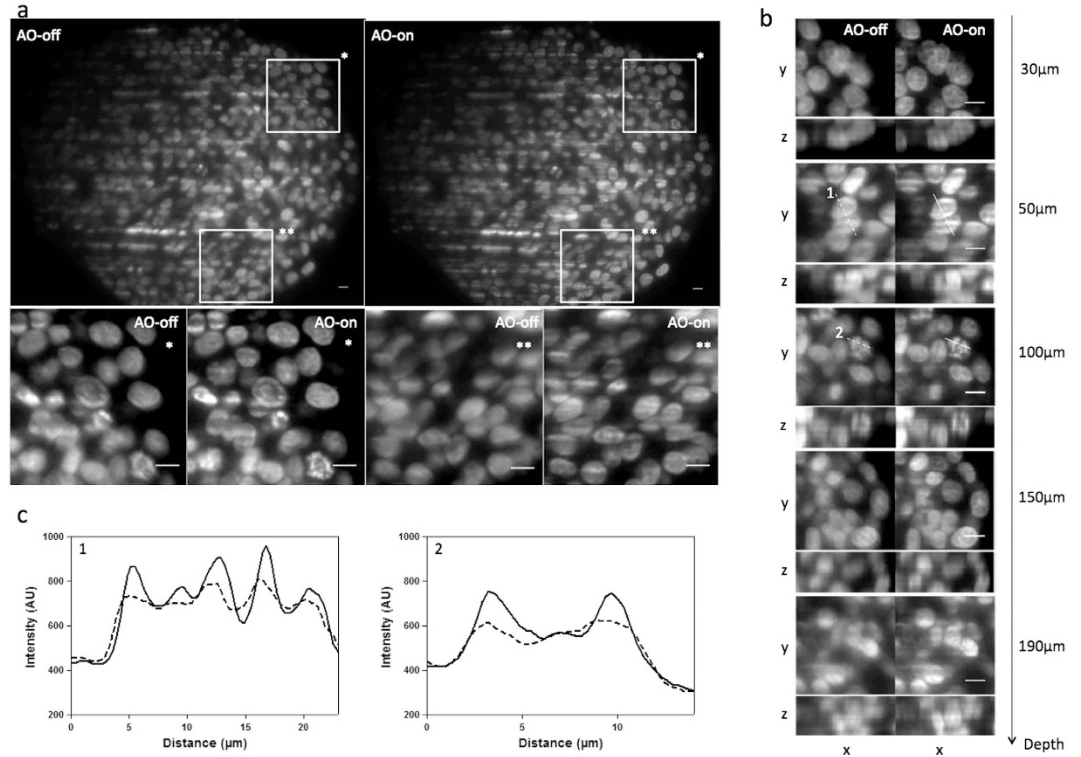 a
AO-off
*
**
AO-on
*
**
AO-off
*
AO-on
*
AO-off
**
AO-on
**
b
AO-off
AO-on
y
z
30µm
1
y
z
50µm
2
y
z
100µm
y
z
150µm
y
z
190µm
x
x
Depth
c
1
Intensity (AU)
1000
800
600
400
200
0
5
10
15
20
Distance (µm)
2
Intensity (AU)
1000
800
600
400
200
0
5
10
Distance (µm)